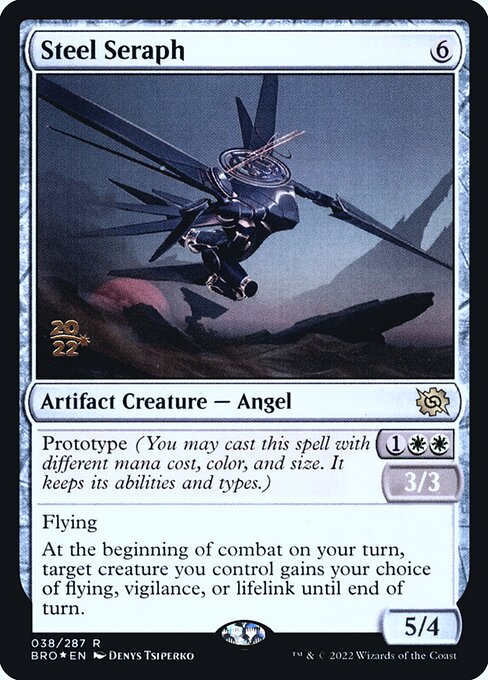 Steel Seraph 6
20
22
Artifact Creature — Angel
Prototype (You may cast this spell with 1
different mana cost, color, and size. It
keeps its abilities and types.) 3/3
Flying
At the beginning of combat on your turn,
target creature you control gains your choice
of flying, vigilance, or lifelink until end of
turn.
5/4
038/287 R
BRO★EN Denys Tsiperko ™ & © 2022 Wizards of the Coast